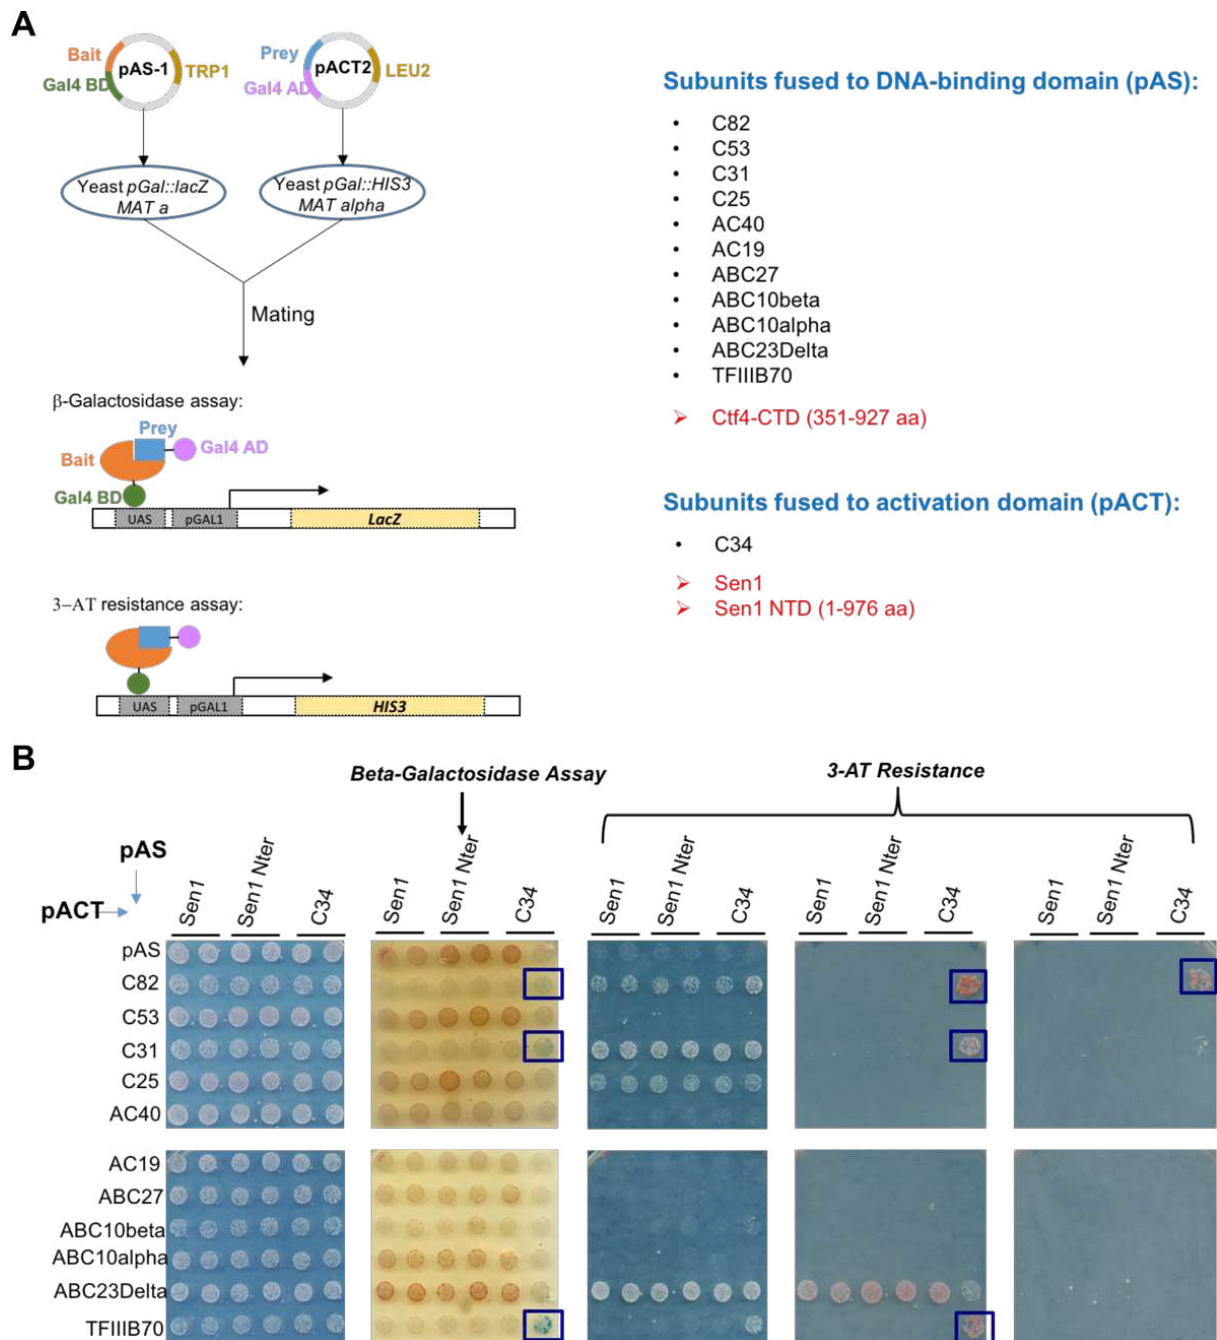 A
Bait
Gal4 BD
pAS-1
TRP1
Prey
Gal4 AD
pACT2
LEU2
Yeast pGal::lacZ
MAT a
Yeast pGal::HIS3
MAT alpha
Mating
β-Galactosidase assay:
Prey
Gal4 AD
Bait
Gal4 BD
UAS
pGAL1
LacZ
3−AT resistance assay:
UAS
pGAL1
HIS3
Subunits fused to DNA-binding domain (pAS):
• C82
• C53
• C31
• C25
• AC40
• AC19
• ABC27
• ABC10beta
• ABC10alpha
• ABC23Delta
• TFIIIB70
➢ Ctf4-CTD (351-927 aa)
Subunits fused to activation domain (pACT):
• C34
➢ Sen1
➢ Sen1 NTD (1-976 aa)
B
Beta-Galactosidase Assay
3-AT Resistance
pAS
pACT
Sen1
Sen1 Nter
C34
Sen1
Sen1 Nter
C34
Sen1
Sen1 Nter
C34
Sen1
Sen1 Nter
C34
Sen1
Sen1 Nter
C34
pAS
C82
C53
C31
C25
AC40
AC19
ABC27
ABC10beta
ABC10alpha
ABC23Delta
TFIIIB70